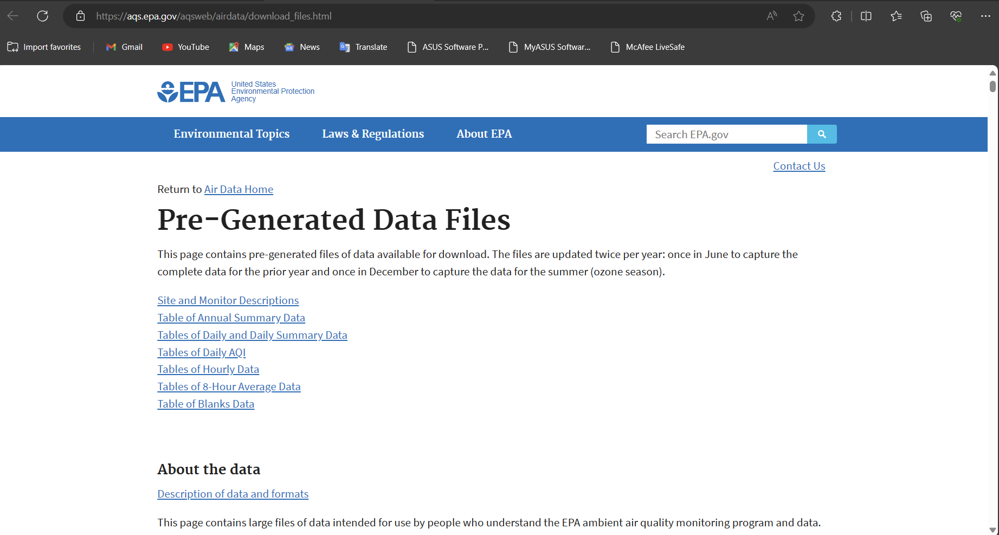 https://aqs.epa.gov/aqsweb/airdata/download_files.html
Import favorites
Gmail
YouTube
Maps
News
Translate
ASUS Software P...
MyASUS Softwar...
McAfee LiveSafe
EPA
United States
Environmental Protection
Agency
Environmental Topics
Laws & Regulations
About EPA
Search EPA.gov
Contact Us
Return to Air Data Home
Pre-Generated Data Files
This page contains pre-generated files of data available for download. The files are updated twice per year: once in June to capture the
complete data for the prior year and once in December to capture the data for the summer (ozone season).
Site and Monitor Descriptions
Table of Annual Summary Data
Tables of Daily and Daily Summary Data
Tables of Daily AQI
Tables of Hourly Data
Tables of 8-Hour Average Data
Table of Blanks Data
About the data
Description of data and formats
This page contains large files of data intended for use by people who understand the EPA ambient air quality monitoring program and data.